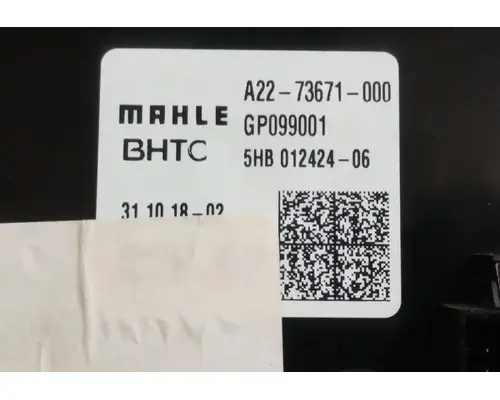 MAHLE
BHTC
A22-73671-000
GP099001
5HB 012424-06
31.10.18-02